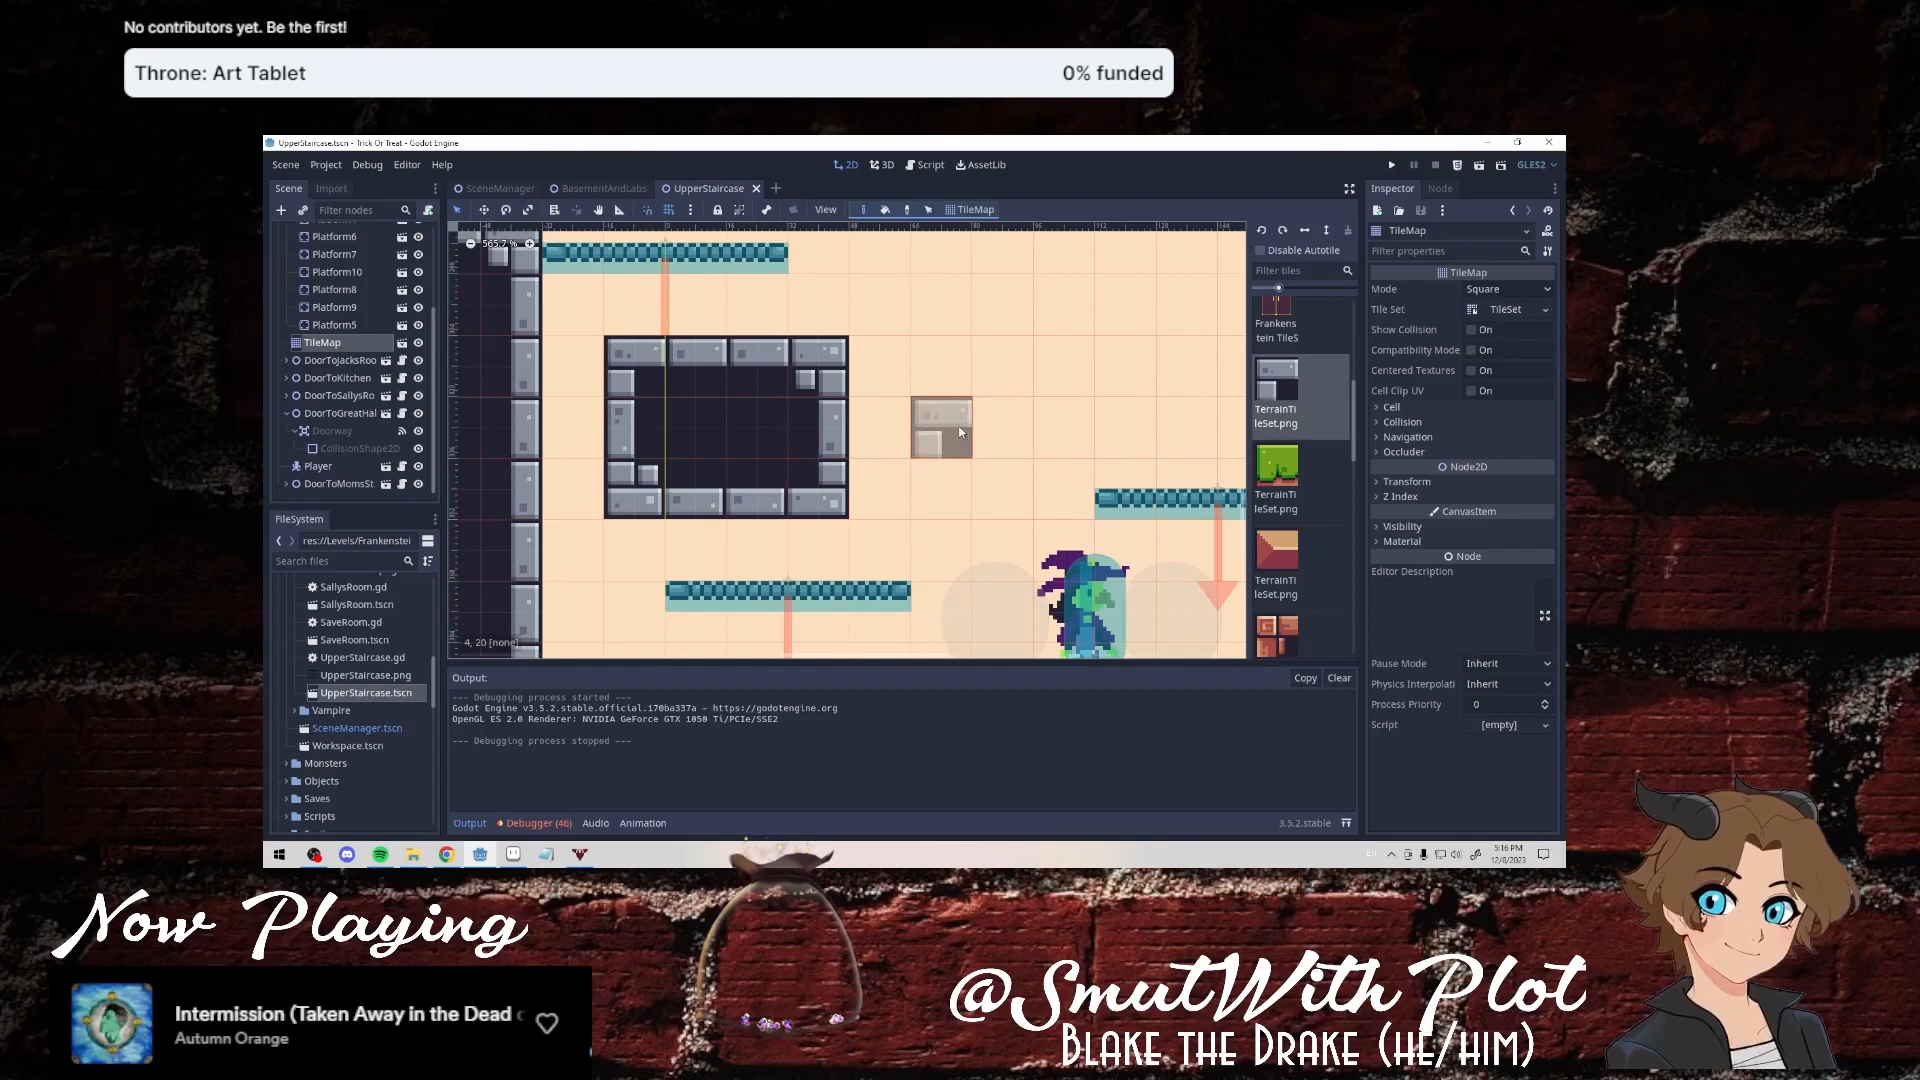 No contributors yet. Be the first!
Throne: Art Tablet
0% funded
UpperStaircase.tscn - Trick Or Treat - Godot Engine
Scene Project Debug Editor Help
2D 3D Script AssetLib
GLES2
Scene Import
SceneManager BasementAndLabs UpperStaircase
Inspector Node
Filter nodes
View
TileMap
565.7 %
Platform6
Platform7
Platform10
Platform8
Platform9
Platform5
TileMap
DoorToJacksRoo
DoorToKitchen
DoorToSallysRo
DoorToGreatHal
Doorway
CollisionShape2D
Player
DoorToMomsSt
4, 20 [none]
Disable Autotile
Filter tiles
Frankens
tein TileS
TerrainTi
leSet.png
TerrainTi
leSet.png
TerrainTi
leSet.png
TileMap
Filter properties
TileMap
Mode Square
Tile Set TileSet
Show Collision On
Compatibility Mode On
Centered Textures On
Cell Clip UV On
Cell
Collision
Navigation
Occluder
Node2D
Transform
Z Index
CanvasItem
Visibility
Material
Node
Editor Description
Pause Mode Inherit
Physics Interpolati Inherit
Process Priority 0
Script [empty]
FileSystem
res://Levels/Frankenstei
Search files
SallysRoom.gd
SallysRoom.tscn
SaveRoom.gd
SaveRoom.tscn
UpperStaircase.gd
UpperStaircase.png
UpperStaircase.tscn
Vampire
SceneManager.tscn
Workspace.tscn
Monsters
Objects
Saves
Scripts
Output:
Copy Clear
--- Debugging process started ---
Godot Engine v3.5.2.stable.official.170ba337a - https://godotengine.org
OpenGL ES 2.0 Renderer: NVIDIA GeForce GTX 1050 Ti/PCIe/SSE2
--- Debugging process stopped ---
Output Debugger (46) Audio Animation
3.5.2.stable
5:16 PM
12/8/2023
Now Playing
Intermission (Taken Away in the Dead
Autumn Orange
@SmutWithPlot
Blake the Drake (he/him)